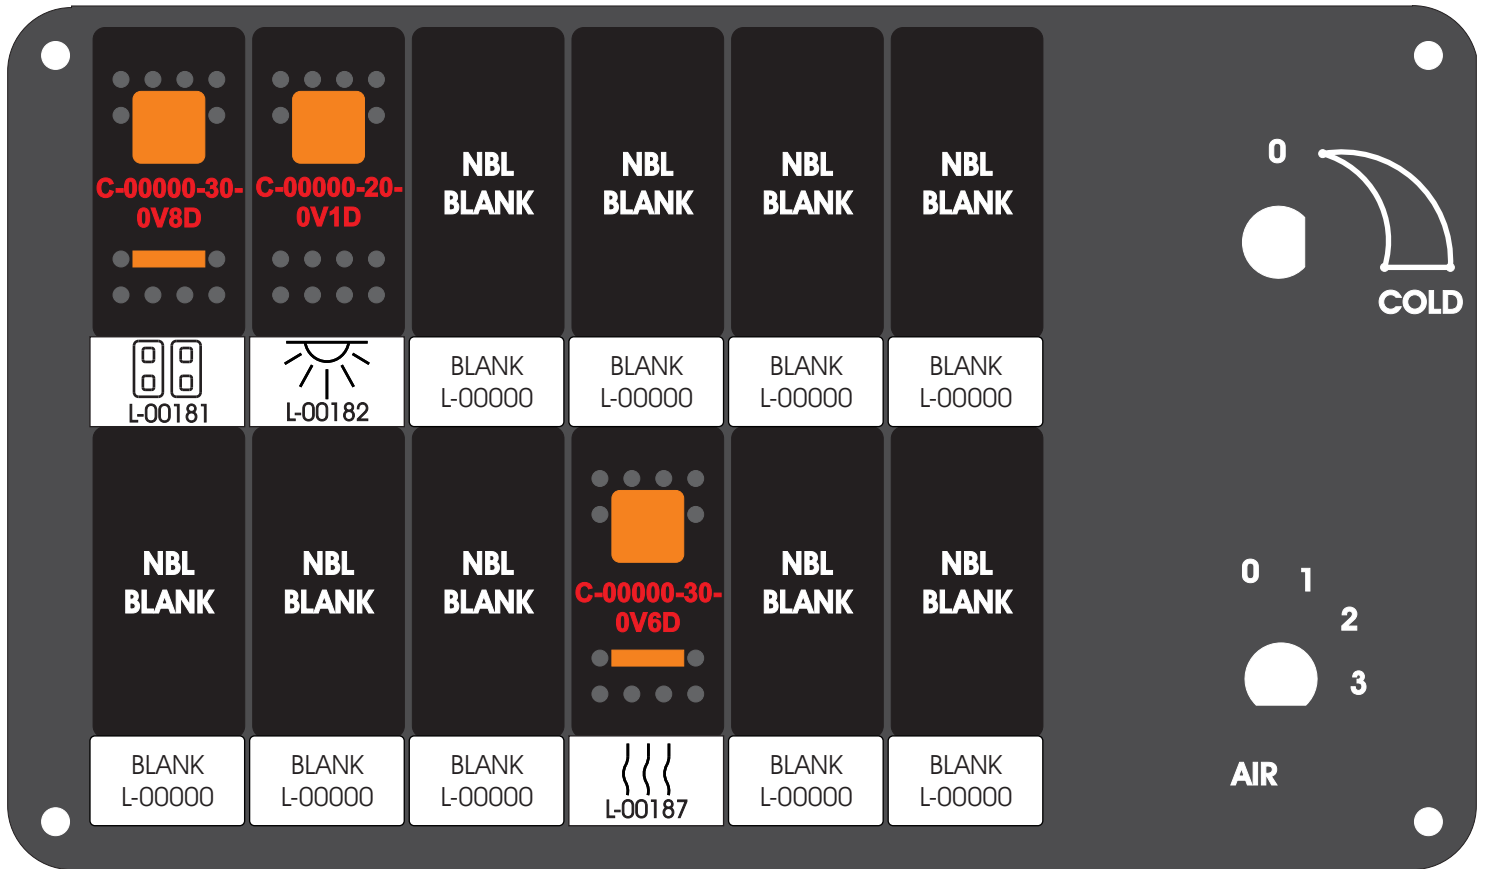 C-00000-30-
0V8D
C-00000-20-
0V1D
NBL
BLANK
NBL
BLANK
NBL
BLANK
NBL
BLANK
0
COLD
L-00181
L-00182
BLANK
L-00000
BLANK
L-00000
BLANK
L-00000
BLANK
L-00000
NBL
BLANK
NBL
BLANK
NBL
BLANK
C-00000-30-
0V6D
NBL
BLANK
NBL
BLANK
0
1
2
3
AIR
BLANK
L-00000
BLANK
L-00000
BLANK
L-00000
L-00187
BLANK
L-00000
BLANK
L-00000